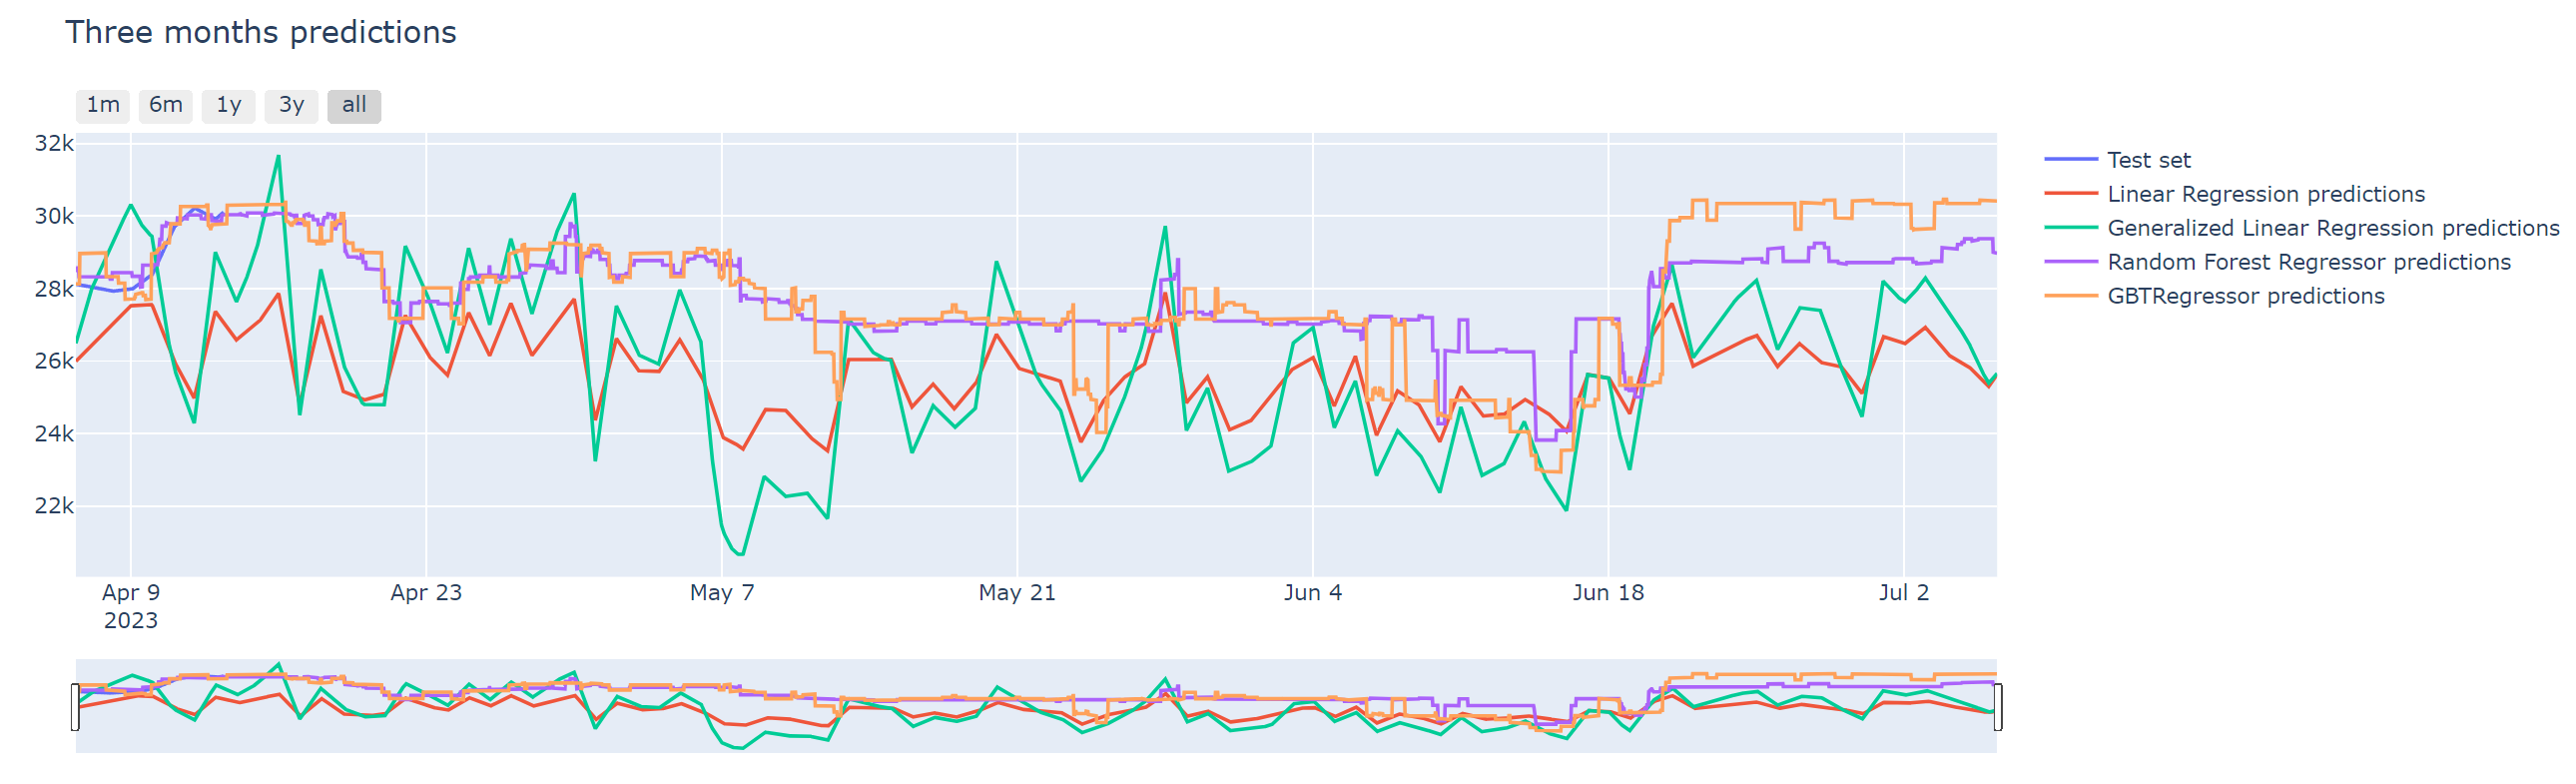 Three months predictions
1m 6m 1y 3y all
32k
30k
28k
26k
24k
22k
Apr 9 Apr 23 May 7 May 21 Jun 4 Jun 18 Jul 2
2023
Test set
Linear Regression predictions
Generalized Linear Regression predictions
Random Forest Regressor predictions
GBTRegressor predictions